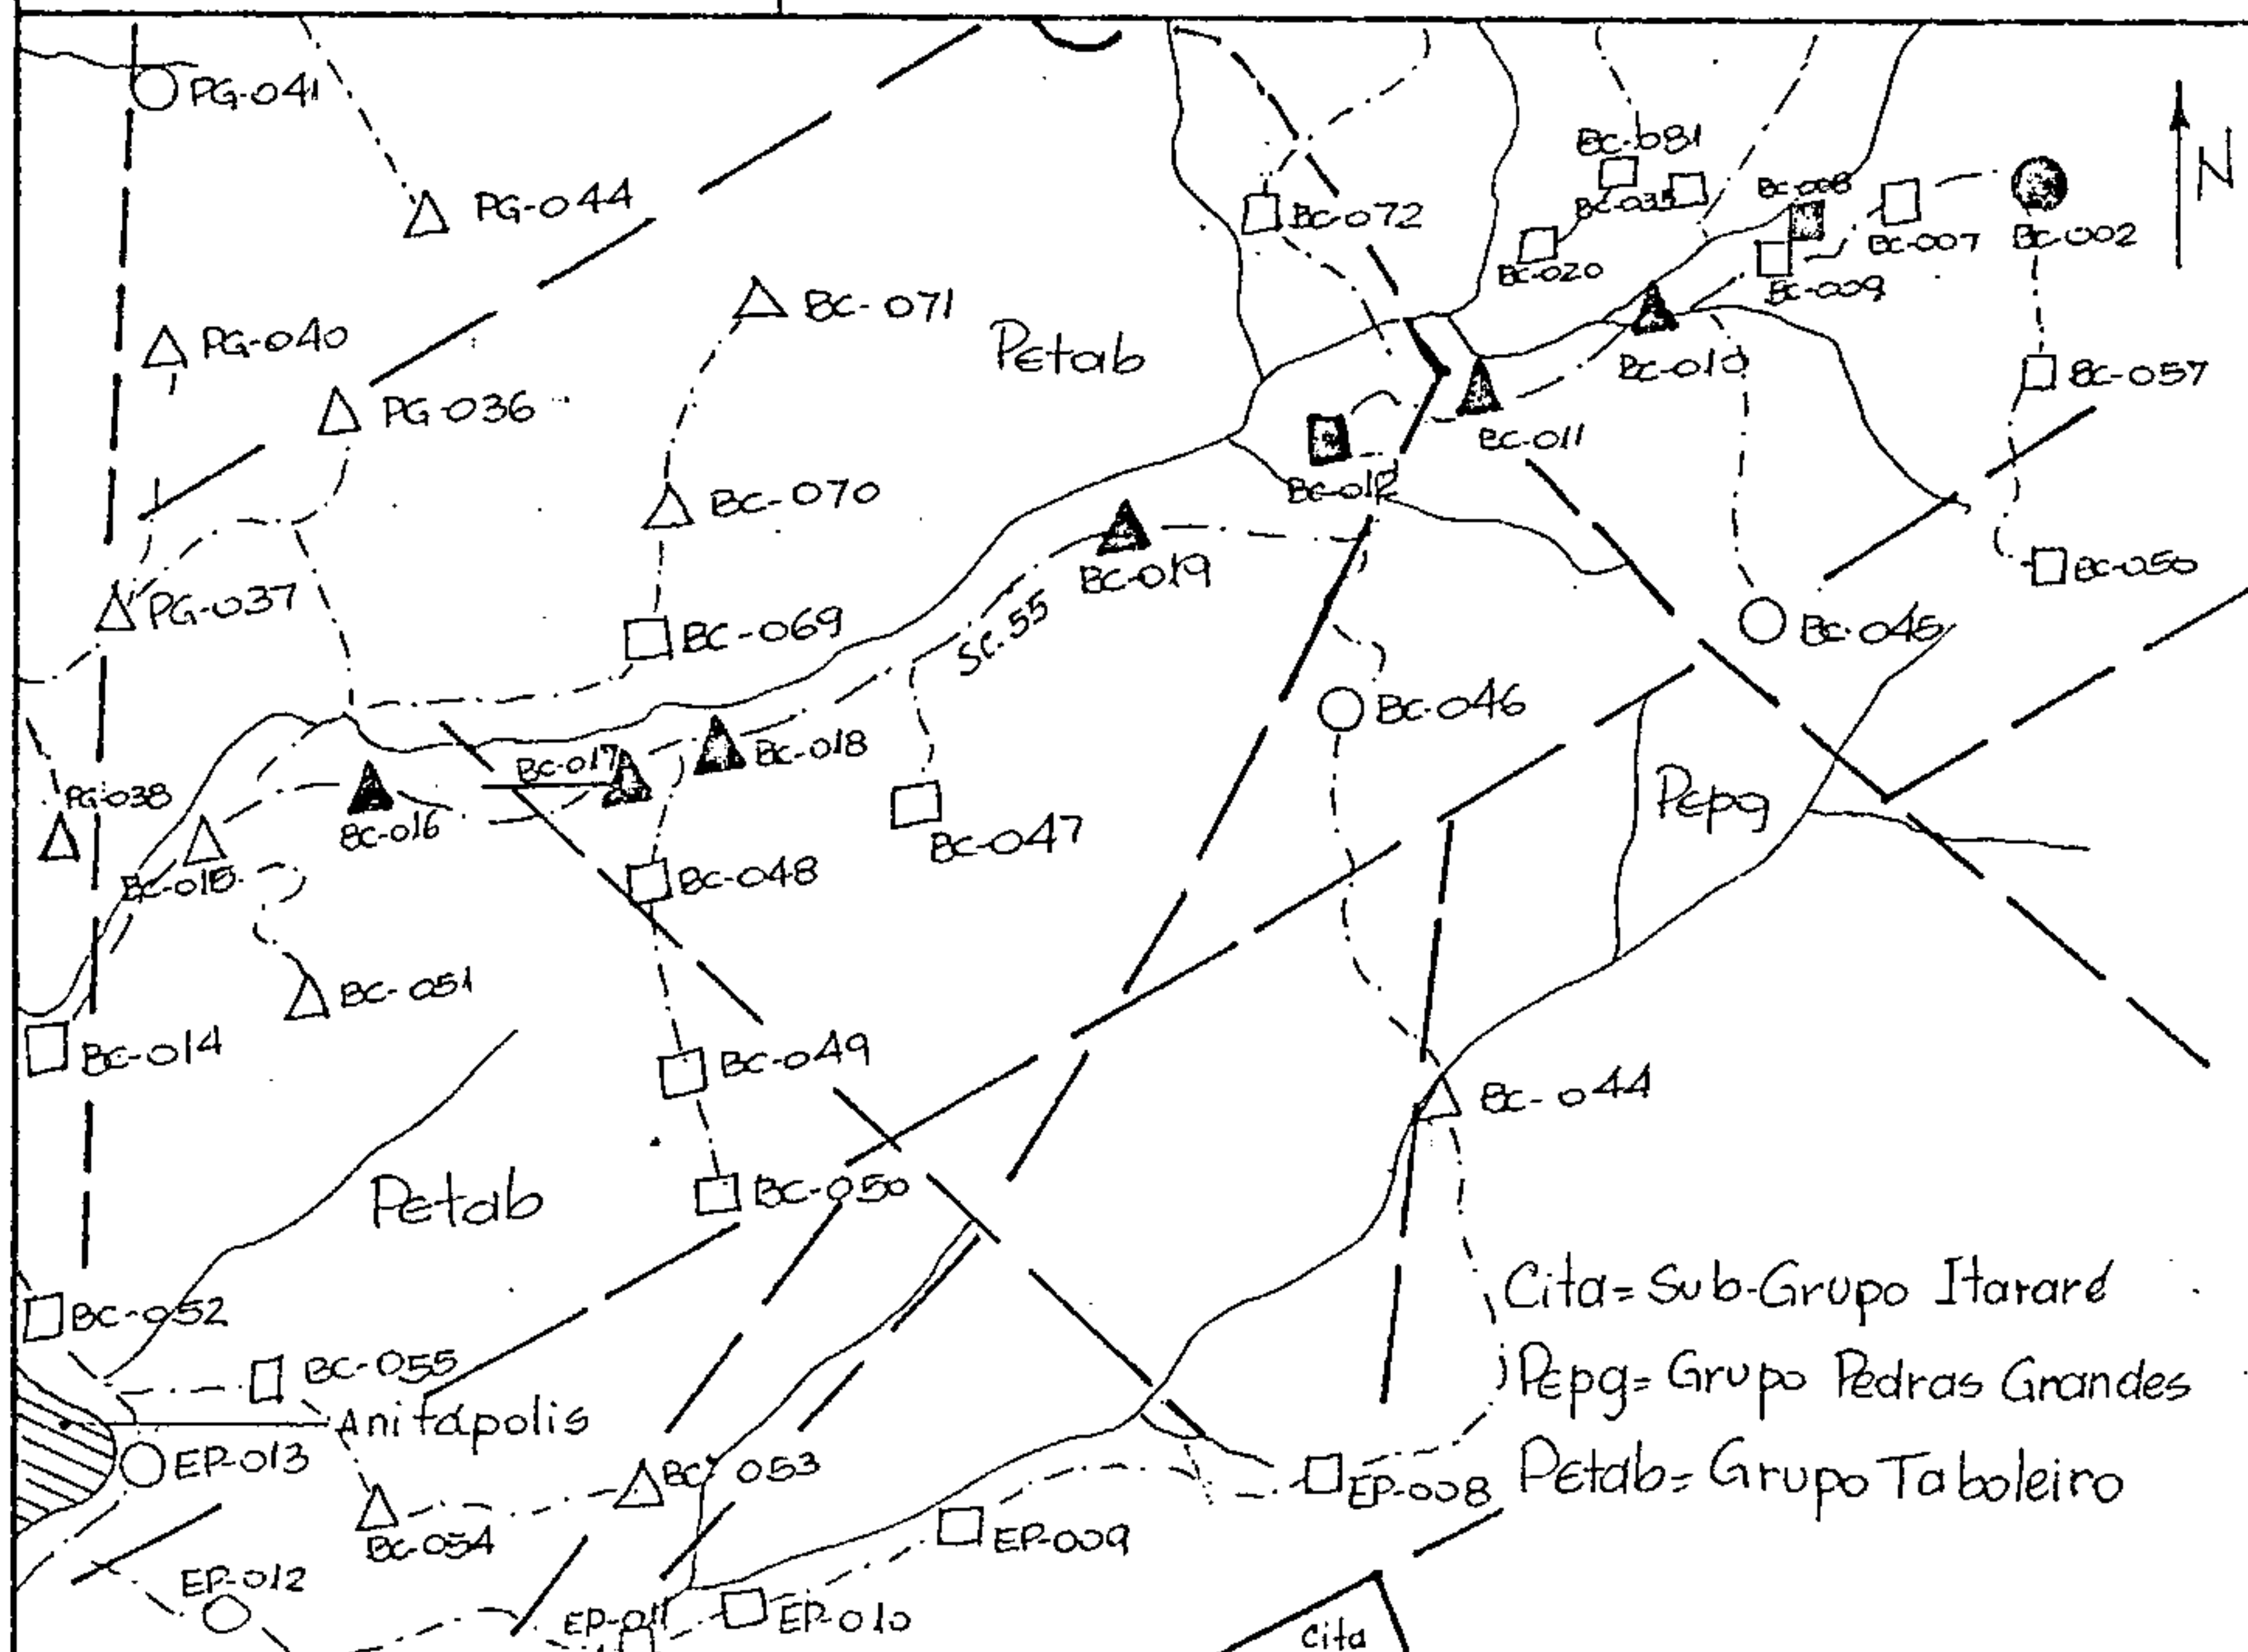 PG-041
N
BC-081
PG-044
BC-008
BC-072
BC-007
BC-002
BC-020
BC-009
BC-071
PG-040
Petab
BC-010
BC-057
PG-036
BC-011
BC-012
BC-070
BC-019
BC-050
PG-037
BC-069
SC.55
BC-045
BC-046
BC-018
BC-017
PG-038
Pepg
BC-016
BC-047
BC-015
BC-048
BC-051
BC-014
BC-049
BC-044
Petab
BC-050
Cita= Sub-Grupo Itararé
BC-052
BC-055
Pepg= Grupo Pedras Grandes
Anitápolis
EP-013
BC-053
EP-008
Petab= Grupo Taboleiro
BC-054
EP-009
EP-012
EP-011
EP-010
Cita